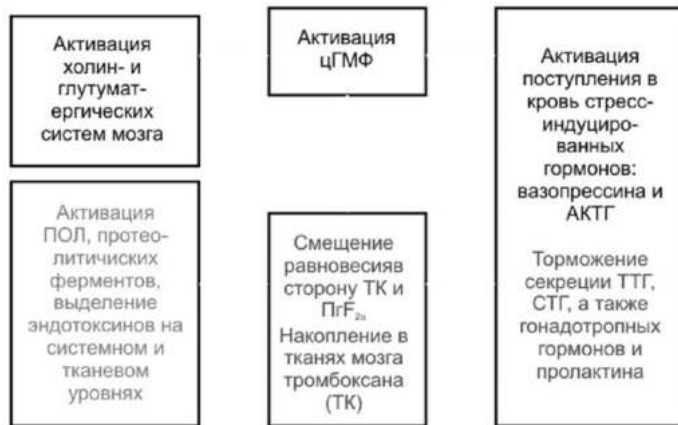 Активация
холин- и
глутумат-
ергических
систем мозга
Активация
цГМФ
Активация
поступления в
кровь стресс-
индуциро-
ванных
гормонов:
вазопрессина и
АКТГ
Торможение
секреции ТТГ,
СТГ, а также
гонадотропных
гормонов и
пролактина
Активация
ПОЛ, протео-
литичиских
ферментов,
выделение
эндотоксинов на
системном и
тканевом
уровнях
Смещение
равновесияв
сторону ТК и
ПгF₂ₐ
Накопление в
тканях мозга
тромбоксана
(ТК)